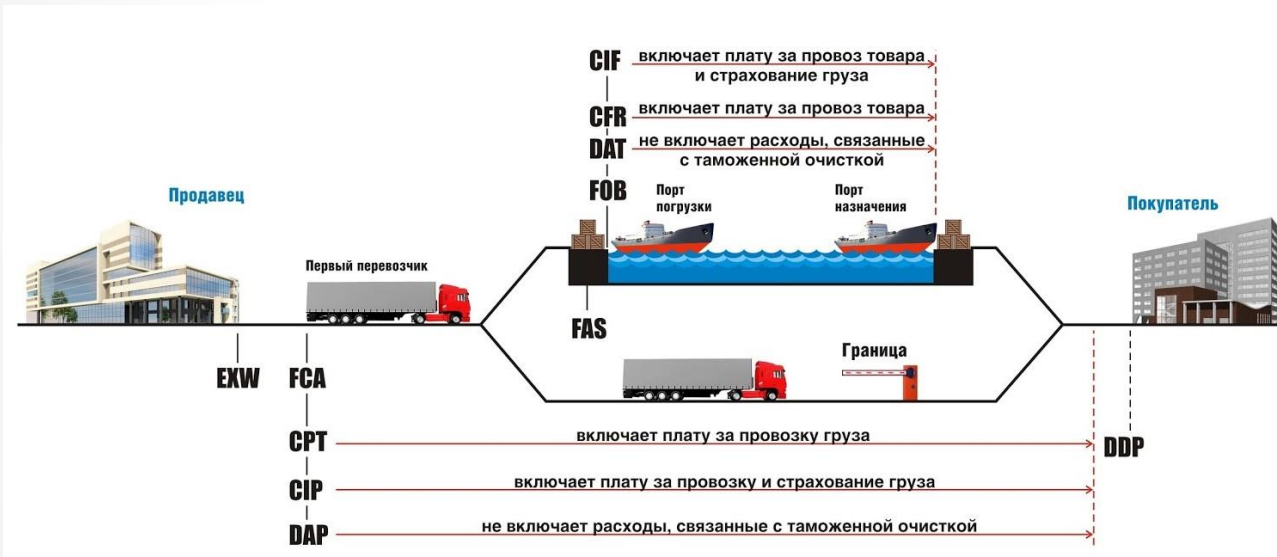 CIF
включает плату за провоз товара
и страхование груза
CFR
включает плату за провоз товара
DAT
не включает расходы, связанные
с таможенной очисткой
FOB
Порт
погрузки
Порт
назначения
Продавец
Покупатель
Первый перевозчик
FAS
Граница
EXW
FCA
CPT
включает плату за провозку груза
DDP
CIP
включает плату за провозку и страхование груза
DAP
не включает расходы, связанные с таможенной очисткой